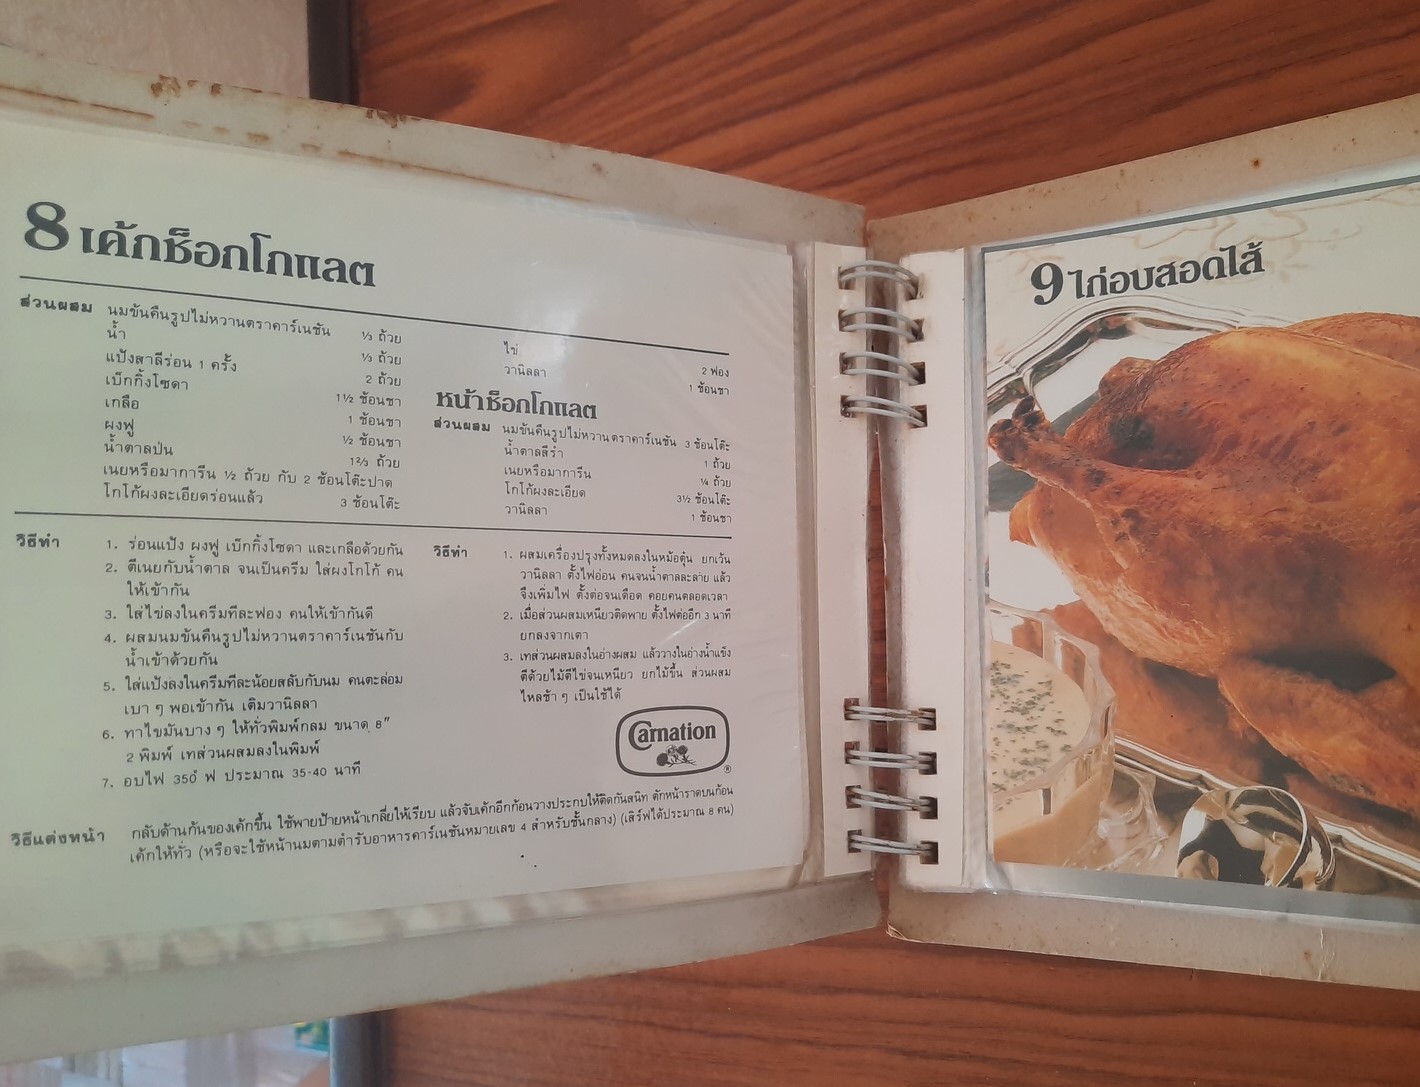 8 เค้กช็อกโกแลต
ส่วนผสม
นมข้นคืนรูปไม่หวานตราคาร์เนชัน ⅓ ถ้วย
น้ำ ⅓ ถ้วย
แป้งสาลีร่อน 1 ครั้ง 2 ถ้วย
เบ็กกิ้งโซดา 1½ ช้อนชา
เกลือ 1 ช้อนชา
ผงฟู ½ ช้อนชา
น้ำตาลป่น 1⅔ ถ้วย
เนยหรือมาการีน ½ ถ้วย กับ 2 ช้อนโต๊ะปาด
โกโก้ผงละเอียดร่อนแล้ว 3 ช้อนโต๊ะ
ไข่ 2 ฟอง
วานิลลา 1 ช้อนชา
หน้าช็อกโกแลต
ส่วนผสม
นมข้นคืนรูปไม่หวานตราคาร์เนชัน 3 ช้อนโต๊ะ
น้ำตาลสีรำ 1 ถ้วย
เนยหรือมาการีน ¼ ถ้วย
โกโก้ผงละเอียด 3½ ช้อนโต๊ะ
วานิลลา 1 ช้อนชา
วิธีทำ
1. ร่อนแป้ง ผงฟู เบ็กกิ้งโซดา และเกลือด้วยกัน
2. ตีเนยกับน้ำตาล จนเป็นครีม ใส่ผงโกโก้ คน
ให้เข้ากัน
3. ใส่ไข่ลงในครีมทีละฟอง คนให้เข้ากันดี
4. ผสมนมข้นคืนรูปไม่หวานตราคาร์เนชันกับ
น้ำเข้าด้วยกัน
5. ใส่แป้งลงในครีมทีละน้อยสลับกับนม คนตะล่อม
เบา ๆ พอเข้ากัน เติมวานิลลา
6. ทาไขมันบาง ๆ ให้ทั่วพิมพ์กลม ขนาด 8"
2 พิมพ์ เทส่วนผสมลงในพิมพ์
7. อบไฟ 350° ฟ ประมาณ 35-40 นาที
วิธีทำ
1. ผสมเครื่องปรุงทั้งหมดลงในหม้อตุ๋น ยกเว้น
วานิลลา ตั้งไฟอ่อน คนจนน้ำตาลละลาย แล้ว
จึงเพิ่มไฟ ตั้งต่อจนเดือด คอยคนตลอดเวลา
2. เมื่อส่วนผสมเหนียวติดพาย ตั้งไฟต่ออีก 3 นาที
ยกลงจากเตา
3. เทส่วนผสมลงในอ่างผสม แล้ววางในอ่างน้ำแข็ง
ตีด้วยไม้ตีไข่จนเหนียว ยกไม้ขึ้น ส่วนผสม
ไหลช้า ๆ เป็นใช้ได้
Carnation
®
วิธีแต่งหน้า
กลับด้านก้นของเค้กขึ้น ใช้พายป้ายหน้าเกลี่ยให้เรียบ แล้วจับเค้กอีกก้อนวางประกบให้ติดกันสนิท ตักหน้าราดบนก้อน
เค้กให้ทั่ว (หรือจะใช้หน้านมตามตำรับอาหารคาร์เนชันหมายเลข 4 สำหรับชั้นกลาง) (เสิร์ฟได้ประมาณ 8 คน)
9 ไก่อบสอดไส้